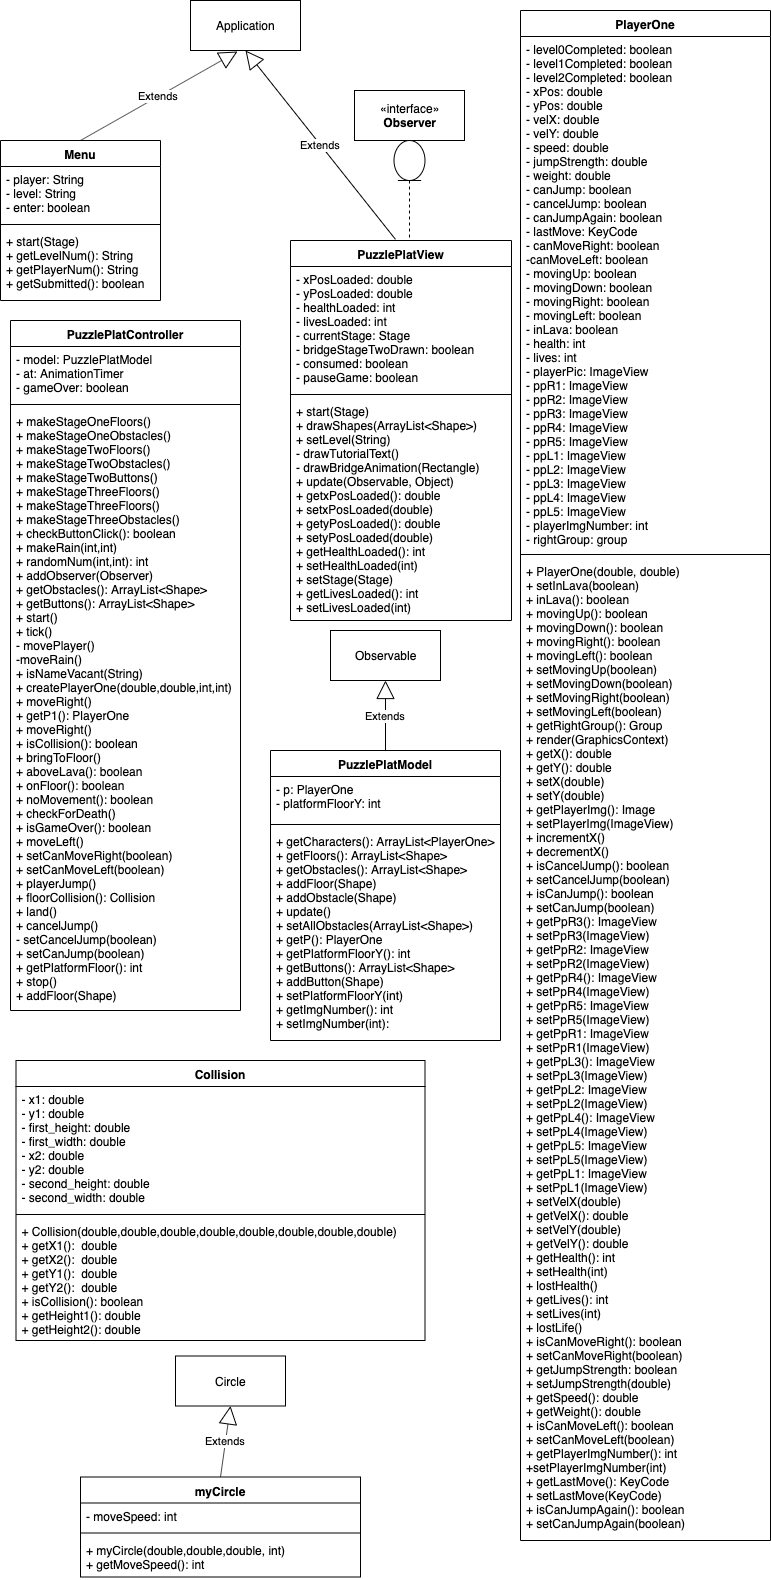 Application
Extends
Extends
«interface»
Observer
Menu
- player: String
- level: String
- enter: boolean
+ start(Stage)
+ getLevelNum(): String
+ getPlayerNum(): String
+ getSubmitted(): boolean
PuzzlePlatView
- xPosLoaded: double
- yPosLoaded: double
- healthLoaded: int
- livesLoaded: int
- currentStage: Stage
- bridgeStageTwoDrawn: boolean
- consumed: boolean
- pauseGame: boolean
+ start(Stage)
+ drawShapes(ArrayList<Shape>)
+ setLevel(String)
- drawTutorialText()
- drawBridgeAnimation(Rectangle)
+ update(Observable, Object)
+ getxPosLoaded(): double
+ setxPosLoaded(double)
+ getyPosLoaded(): double
+ setyPosLoaded(double)
+ getHealthLoaded(): int
+ setHealthLoaded(int)
+ setStage(Stage)
+ getLivesLoaded(): int
+ setLivesLoaded(int)
PuzzlePlatController
- model: PuzzlePlatModel
- at: AnimationTimer
- gameOver: boolean
+ makeStageOneFloors()
+ makeStageOneObstacles()
+ makeStageTwoFloors()
+ makeStageTwoObstacles()
+ makeStageTwoButtons()
+ makeStageThreeFloors()
+ makeStageThreeFloors()
+ makeStageThreeObstacles()
+ checkButtonClick(): boolean
+ makeRain(int,int)
+ randomNum(int,int): int
+ addObserver(Observer)
+ getObstacles(): ArrayList<Shape>
+ getButtons(): ArrayList<Shape>
+ start()
+ tick()
- movePlayer()
-moveRain()
+ isNameVacant(String)
+ createPlayerOne(double,double,int,int)
+ moveRight()
+ getP1(): PlayerOne
+ moveRight()
+ isCollision(): boolean
+ bringToFloor()
+ aboveLava(): boolean
+ onFloor(): boolean
+ noMovement(): boolean
+ checkForDeath()
+ isGameOver(): boolean
+ moveLeft()
+ setCanMoveRight(boolean)
+ setCanMoveLeft(boolean)
+ playerJump()
+ floorCollision(): Collision
+ land()
+ cancelJump()
- setCancelJump(boolean)
+ setCanJump(boolean)
+ getPlatformFloor(): int
+ stop()
+ addFloor(Shape)
Observable
Extends
PuzzlePlatModel
- p: PlayerOne
- platformFloorY: int
+ getCharacters(): ArrayList<PlayerOne>
+ getFloors(): ArrayList<Shape>
+ getObstacles(): ArrayList<Shape>
+ addFloor(Shape)
+ addObstacle(Shape)
+ update()
+ setAllObstacles(ArrayList<Shape>)
+ getP(): PlayerOne
+ getPlatformFloorY(): int
+ getButtons(): ArrayList<Shape>
+ addButton(Shape)
+ setPlatformFloorY(int)
+ getImgNumber(): int
+ setImgNumber(int):
Collision
- x1: double
- y1: double
- first_height: double
- first_width: double
- x2: double
- y2: double
- second_height: double
- second_width: double
+ Collision(double,double,double,double,double,double,double,double)
+ getX1(): double
+ getX2(): double
+ getY1(): double
+ getY2(): double
+ isCollision(): boolean
+ getHeight1(): double
+ getHeight2(): double
Circle
Extends
myCircle
- moveSpeed: int
+ myCircle(double,double,double, int)
+ getMoveSpeed(): int
PlayerOne
- level0Completed: boolean
- level1Completed: boolean
- level2Completed: boolean
- xPos: double
- yPos: double
- velX: double
- velY: double
- speed: double
- jumpStrength: double
- weight: double
- canJump: boolean
- cancelJump: boolean
- canJumpAgain: boolean
- lastMove: KeyCode
- canMoveRight: boolean
-canMoveLeft: boolean
- movingUp: boolean
- movingDown: boolean
- movingRight: boolean
- movingLeft: boolean
- inLava: boolean
- health: int
- lives: int
- playerPic: ImageView
- ppR1: ImageView
- ppR2: ImageView
- ppR3: ImageView
- ppR4: ImageView
- ppR5: ImageView
- ppL1: ImageView
- ppL2: ImageView
- ppL3: ImageView
- ppL4: ImageView
- ppL5: ImageView
- playerImgNumber: int
- rightGroup: group
+ PlayerOne(double, double)
+ setInLava(boolean)
+ inLava(): boolean
+ movingUp(): boolean
+ movingDown(): boolean
+ movingRight(): boolean
+ movingLeft(): boolean
+ setMovingUp(boolean)
+ setMovingDown(boolean)
+ setMovingRight(boolean)
+ setMovingLeft(boolean)
+ getRightGroup(): Group
+ render(GraphicsContext)
+ getX(): double
+ getY(): double
+ setX(double)
+ setY(double)
+ getPlayerImg(): Image
+ setPlayerImg(ImageView)
+ incrementX()
+ decrementX()
+ isCancelJump(): boolean
+ setCancelJump(boolean)
+ isCanJump(): boolean
+ setCanJump(boolean)
+ getPpR3(): ImageView
+ setPpR3(ImageView)
+ getPpR2: ImageView
+ setPpR2(ImageView)
+ getPpR4(): ImageView
+ setPpR4(ImageView)
+ getPpR5: ImageView
+ setPpR5(ImageView)
+ getPpR1: ImageView
+ setPpR1(ImageView)
+ getPpL3(): ImageView
+ setPpL3(ImageView)
+ getPpL2: ImageView
+ setPpL2(ImageView)
+ getPpL4(): ImageView
+ setPpL4(ImageView)
+ getPpL5: ImageView
+ setPpL5(ImageView)
+ getPpL1: ImageView
+ setPpL1(ImageView)
+ setVelX(double)
+ getVelX(): double
+ setVelY(double)
+ getVelY(): double
+ getHealth(): int
+ setHealth(int)
+ lostHealth()
+ getLives(): int
+ setLives(int)
+ lostLife()
+ isCanMoveRight(): boolean
+ setCanMoveRight(boolean)
+ getJumpStrength: boolean
+ setJumpStrength(double)
+ getSpeed(): double
+ getWeight(): double
+ isCanMoveLeft(): boolean
+ setCanMoveLeft(boolean)
+ getPlayerImgNumber(): int
+setPlayerImgNumber(int)
+ getLastMove(): KeyCode
+ setLastMove(KeyCode)
+ isCanJumpAgain(): boolean
+ setCanJumpAgain(boolean)